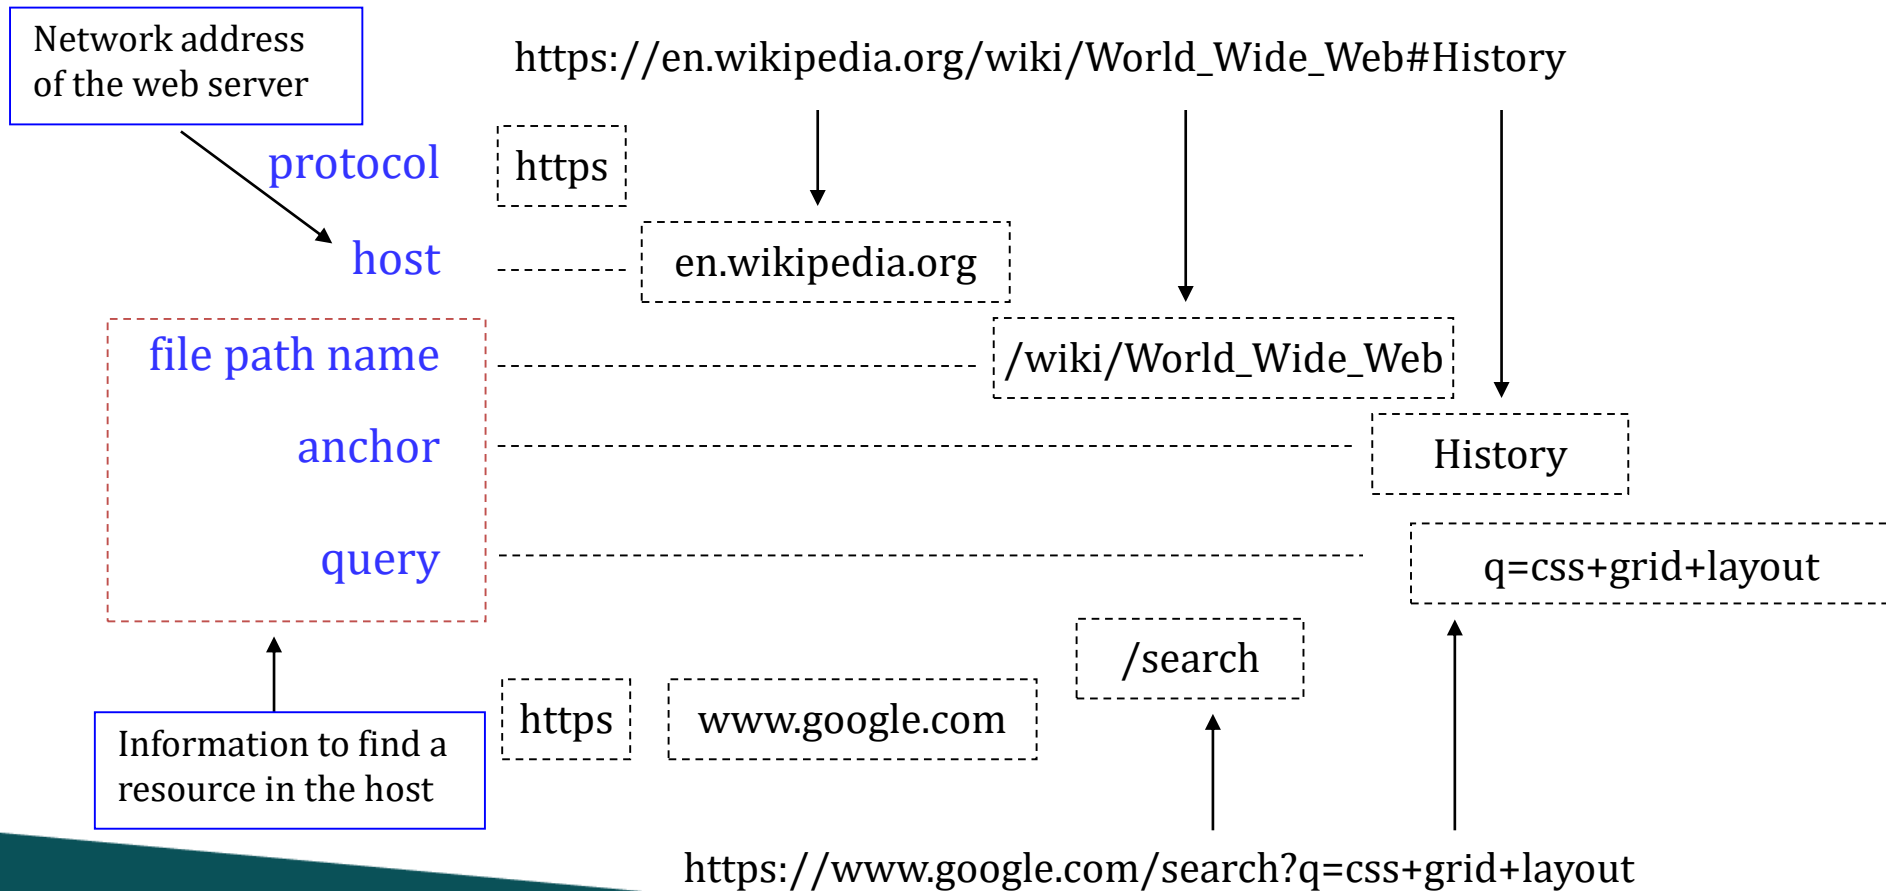 Network address
of the web server
https://en.wikipedia.org/wiki/World_Wide_Web#History
protocol
https
host
en.wikipedia.org
file path name
/wiki/World_Wide_Web
anchor
History
query
q=css+grid+layout
/search
https
www.google.com
Information to find a
resource in the host
https://www.google.com/search?q=css+grid+layout